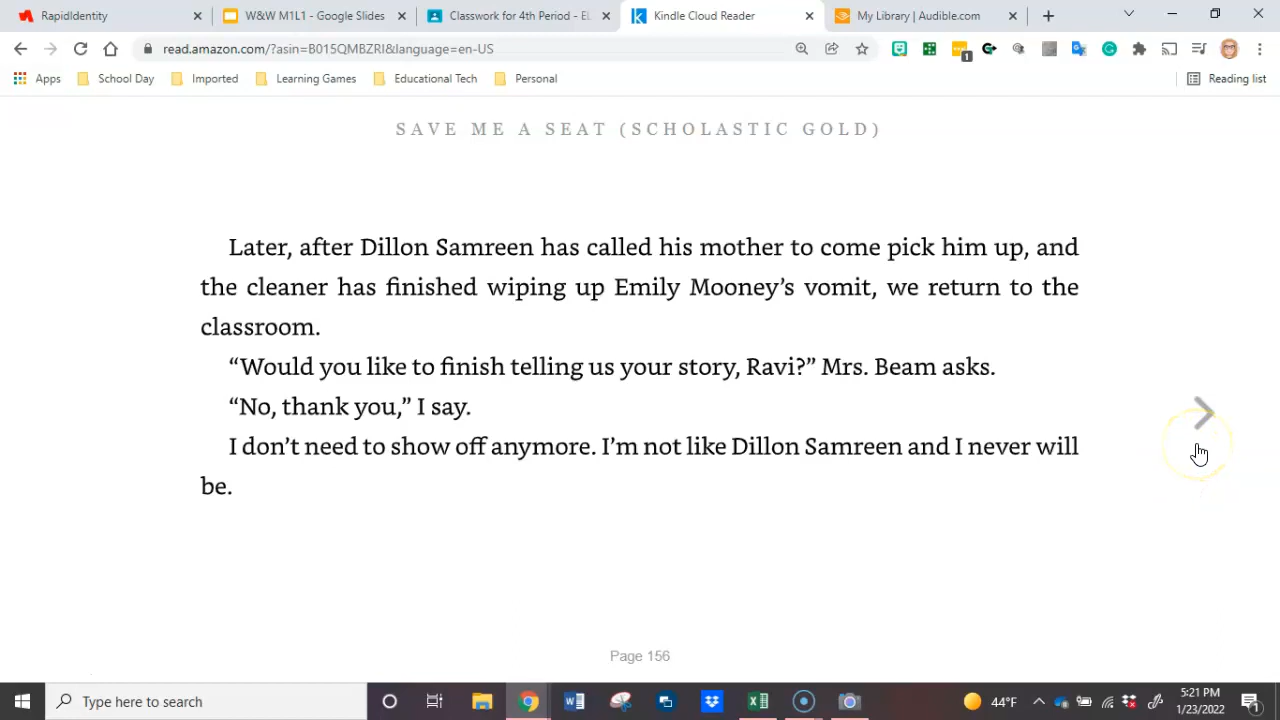 RapidIdentity
W&W M1L1 - Google Slides
Classwork for 4th Period - EL
Kindle Cloud Reader
My Library | Audible.com
read.amazon.com/?asin=B015QMBZRI&language=en-US
1
Apps
School Day
Imported
Learning Games
Educational Tech
Personal
Reading list
SAVE ME A SEAT (SCHOLASTIC GOLD)
Later, after Dillon Samreen has called his mother to come pick him up, and
the cleaner has finished wiping up Emily Mooney’s vomit, we return to the
classroom.
“Would you like to finish telling us your story, Ravi?” Mrs. Beam asks.
“No, thank you,” I say.
I don’t need to show off anymore. I’m not like Dillon Samreen and I never will
be.
Page 156
Type here to search
44°F
5:21 PM
1/23/2022
1